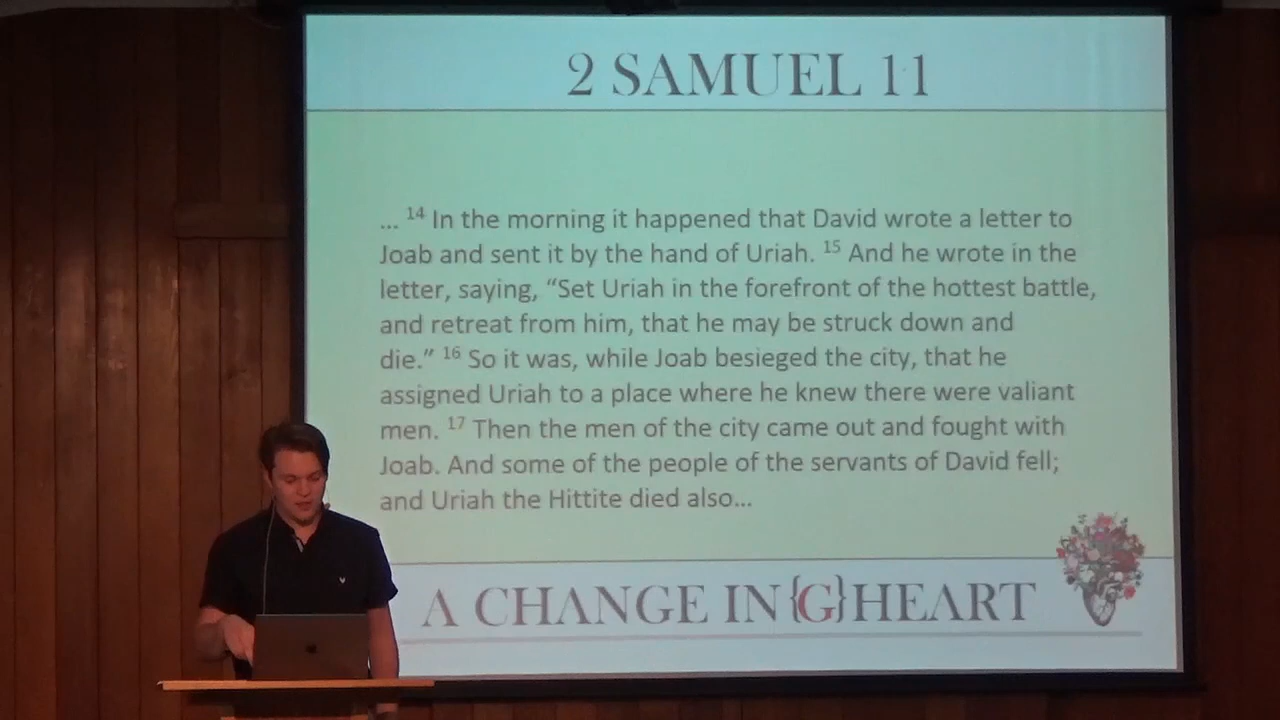 2 SAMUEL 11
... 14 In the morning it happened that David wrote a letter to
Joab and sent it by the hand of Uriah. 15 And he wrote in the
letter, saying, “Set Uriah in the forefront of the hottest battle,
and retreat from him, that he may be struck down and
die.” 16 So it was, while Joab besieged the city, that he
assigned Uriah to a place where he knew there were valiant
men. 17 Then the men of the city came out and fought with
Joab. And some of the people of the servants of David fell;
and Uriah the Hittite died also...
A CHANGE IN {G} HEART